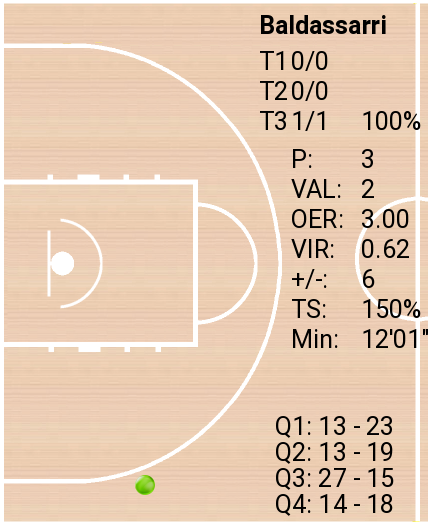 Baldassarri
T1 0/0
T2 0/0
T3 1/1 100%
P: 3
VAL: 2
OER: 3.00
VIR: 0.62
+/-: 6
TS: 150%
Min: 12'01"
Q1: 13 - 23
Q2: 13 - 19
Q3: 27 - 15
Q4: 14 - 18